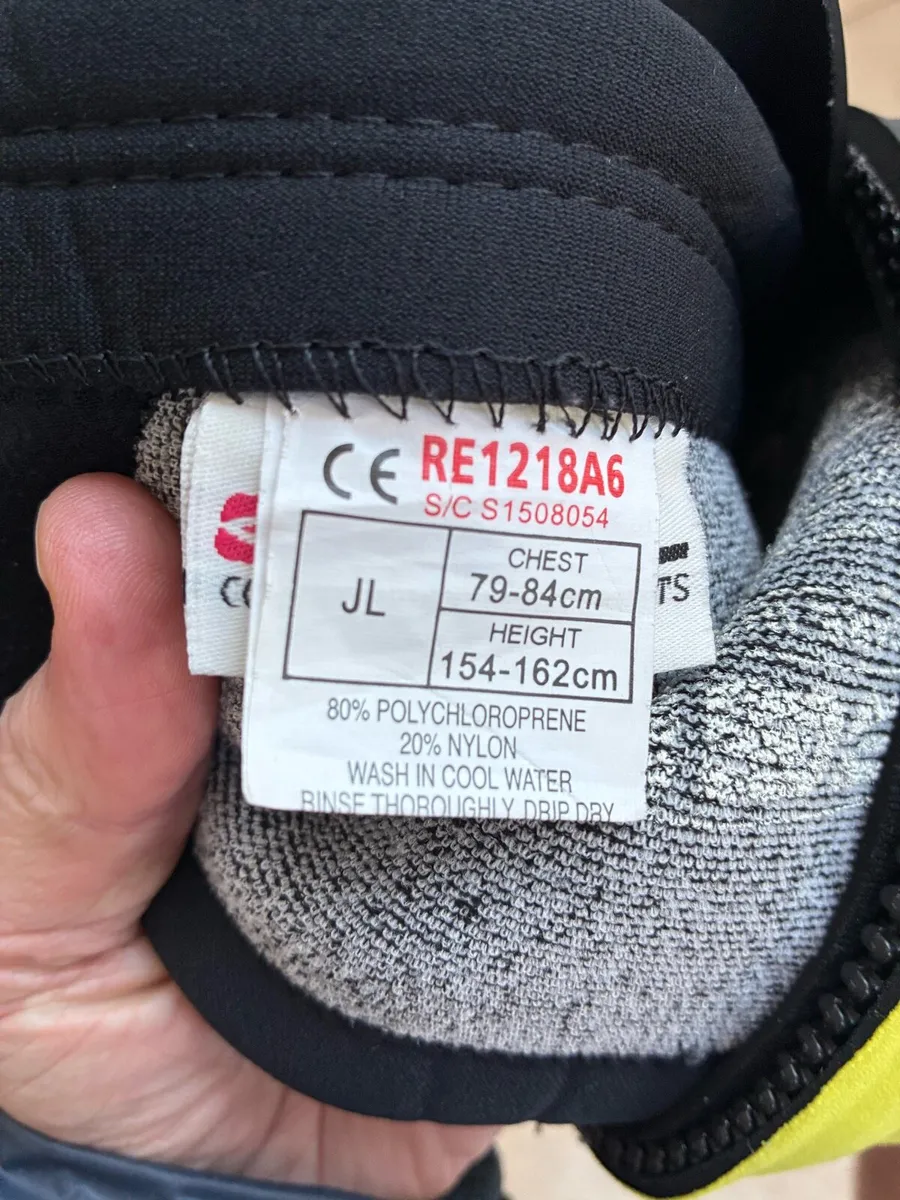 CE RE1218A6
S/C S1508054
JL
CHEST
79-84cm
HEIGHT
154-162cm
80% POLYCHLOROPRENE
20% NYLON
WASH IN COOL WATER
RINSE THOROUGHLY DRIP DRY